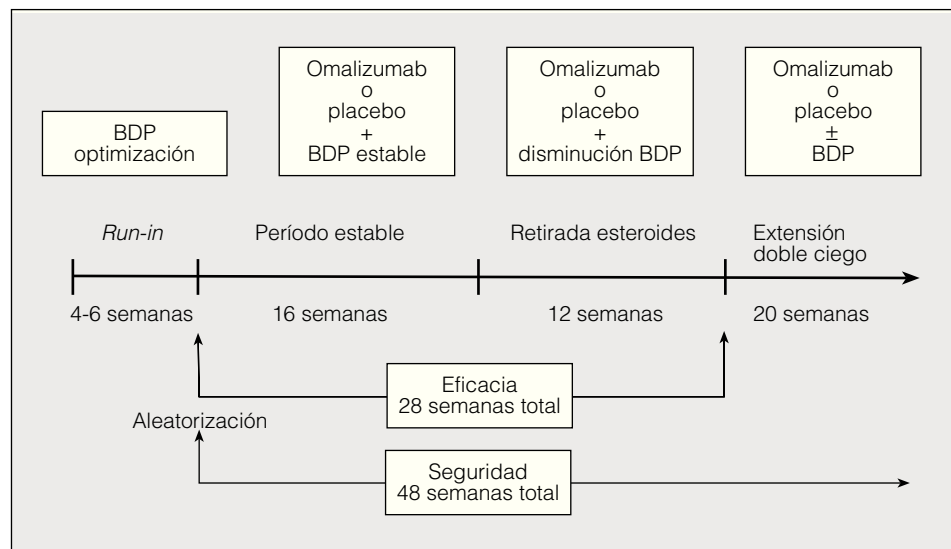 BDP
optimización
Omalizumab
o
placebo
+
BDP estable
Omalizumab
o
placebo
+
disminución BDP
Omalizumab
o
placebo
±
BDP
Run-in
Período estable
Retirada esteroides
Extensión
doble ciego
4-6 semanas
16 semanas
12 semanas
20 semanas
Eficacia
28 semanas total
Aleatorización
Seguridad
48 semanas total